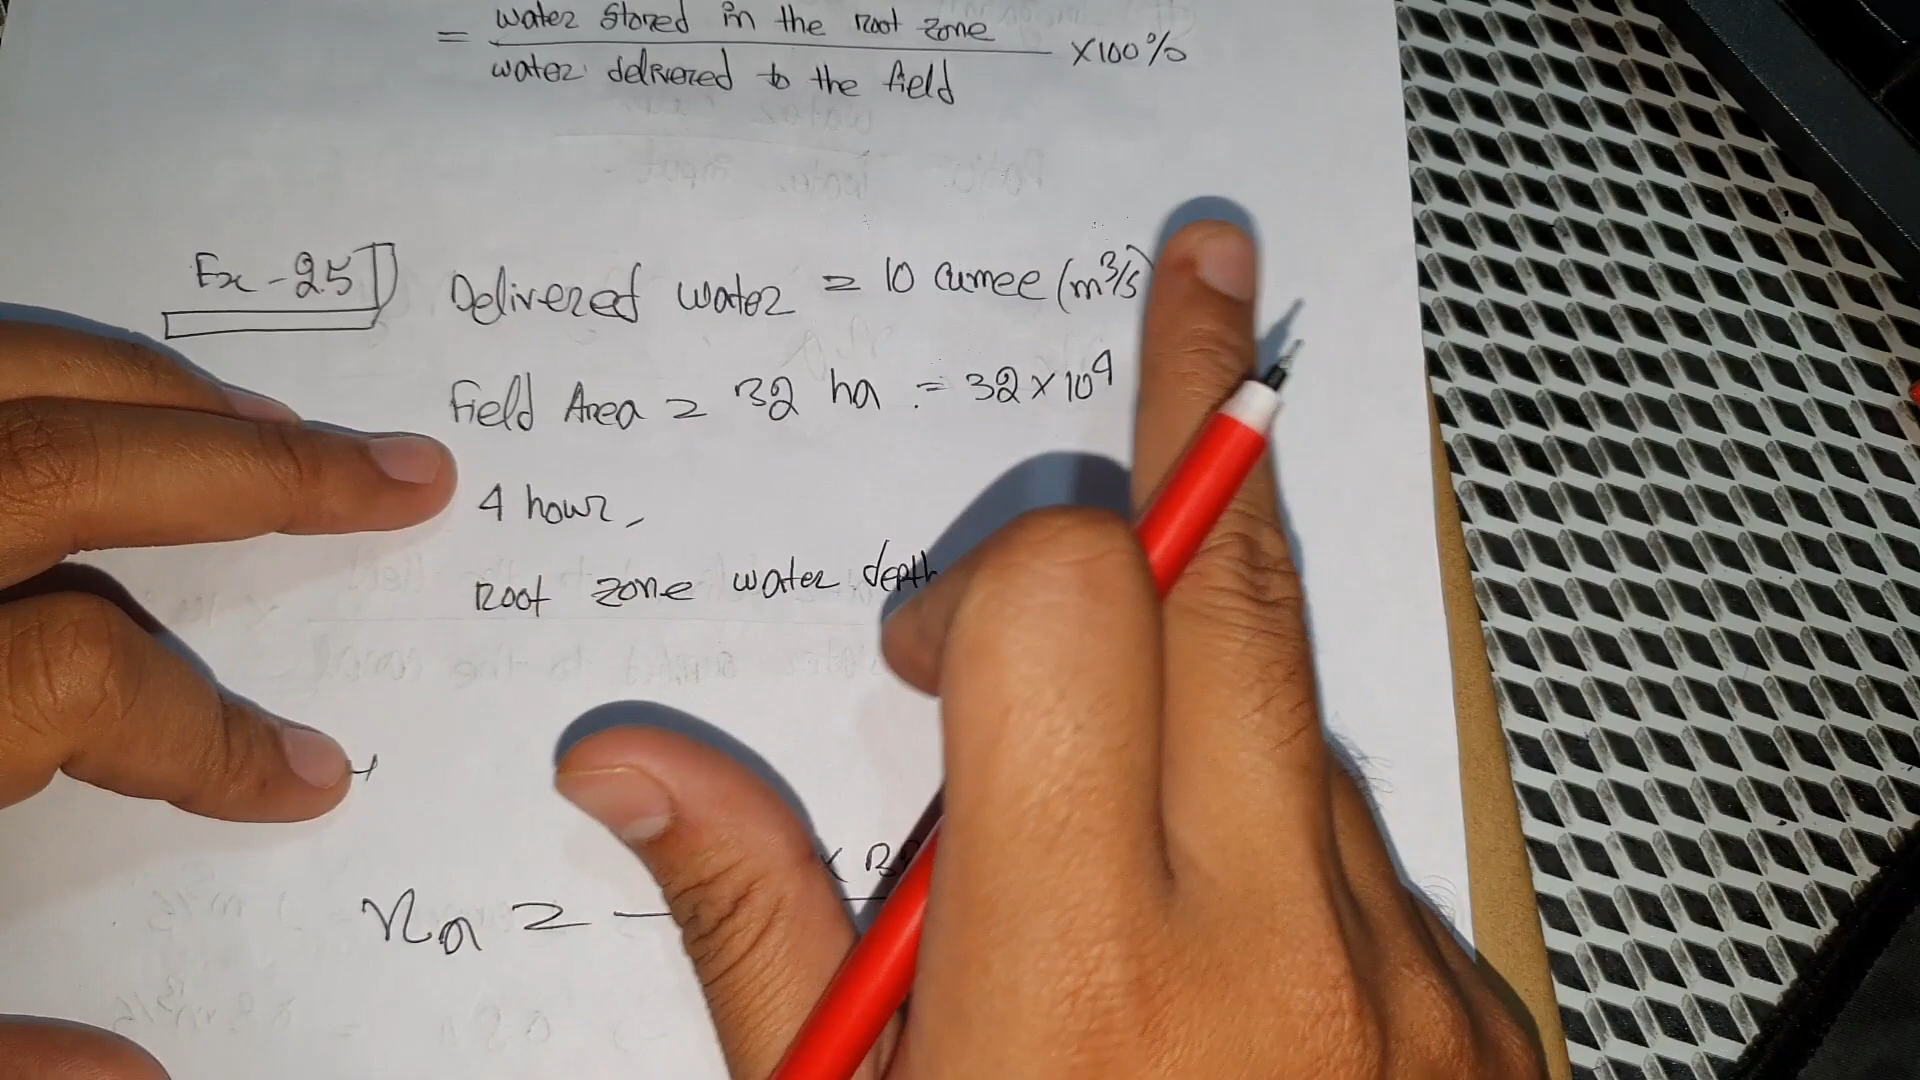 = water stored in the root zone
water delivered to the field
×100%
Ex - 25
Delivered water = 10 cumec (m³/s)
field Area = 32 ha = 32 × 10⁴
4 hour,
root zone water depth
na =